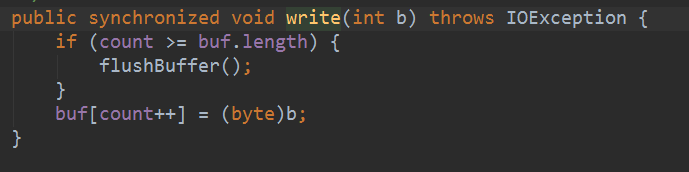 public synchronized void write(int b) throws IOException {
    if (count >= buf.length) {
        flushBuffer();
    }
    buf[count++] = (byte)b;
}